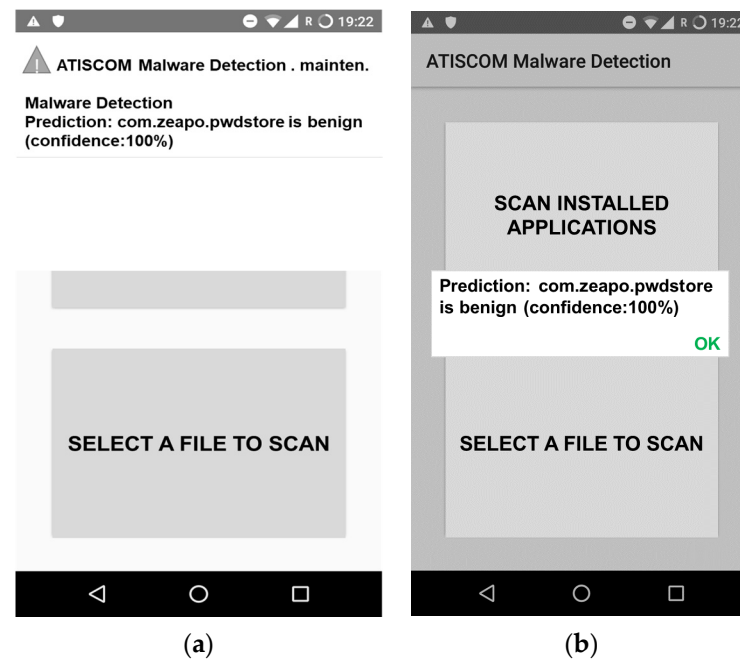 R 19:22
ATISCOM Malware Detection . mainten.
Malware Detection
Prediction: com.zeapo.pwdstore is benign
(confidence:100%)
SELECT A FILE TO SCAN
(a)
R 19:22
ATISCOM Malware Detection
SCAN INSTALLED
APPLICATIONS
Prediction: com.zeapo.pwdstore
is benign (confidence:100%)
OK
SELECT A FILE TO SCAN
(b)